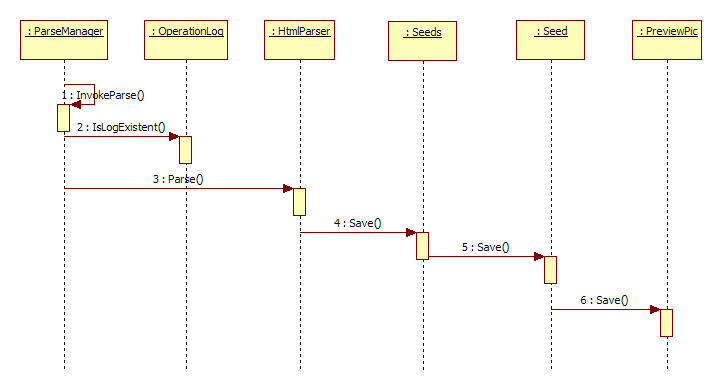 : ParseManager
: OperationLog
: HtmlParser
: Seeds
: Seed
: PreviewPic
1 : InvokeParse()
2 : IsLogExistent()
3 : Parse()
4 : Save()
5 : Save()
6 : Save()